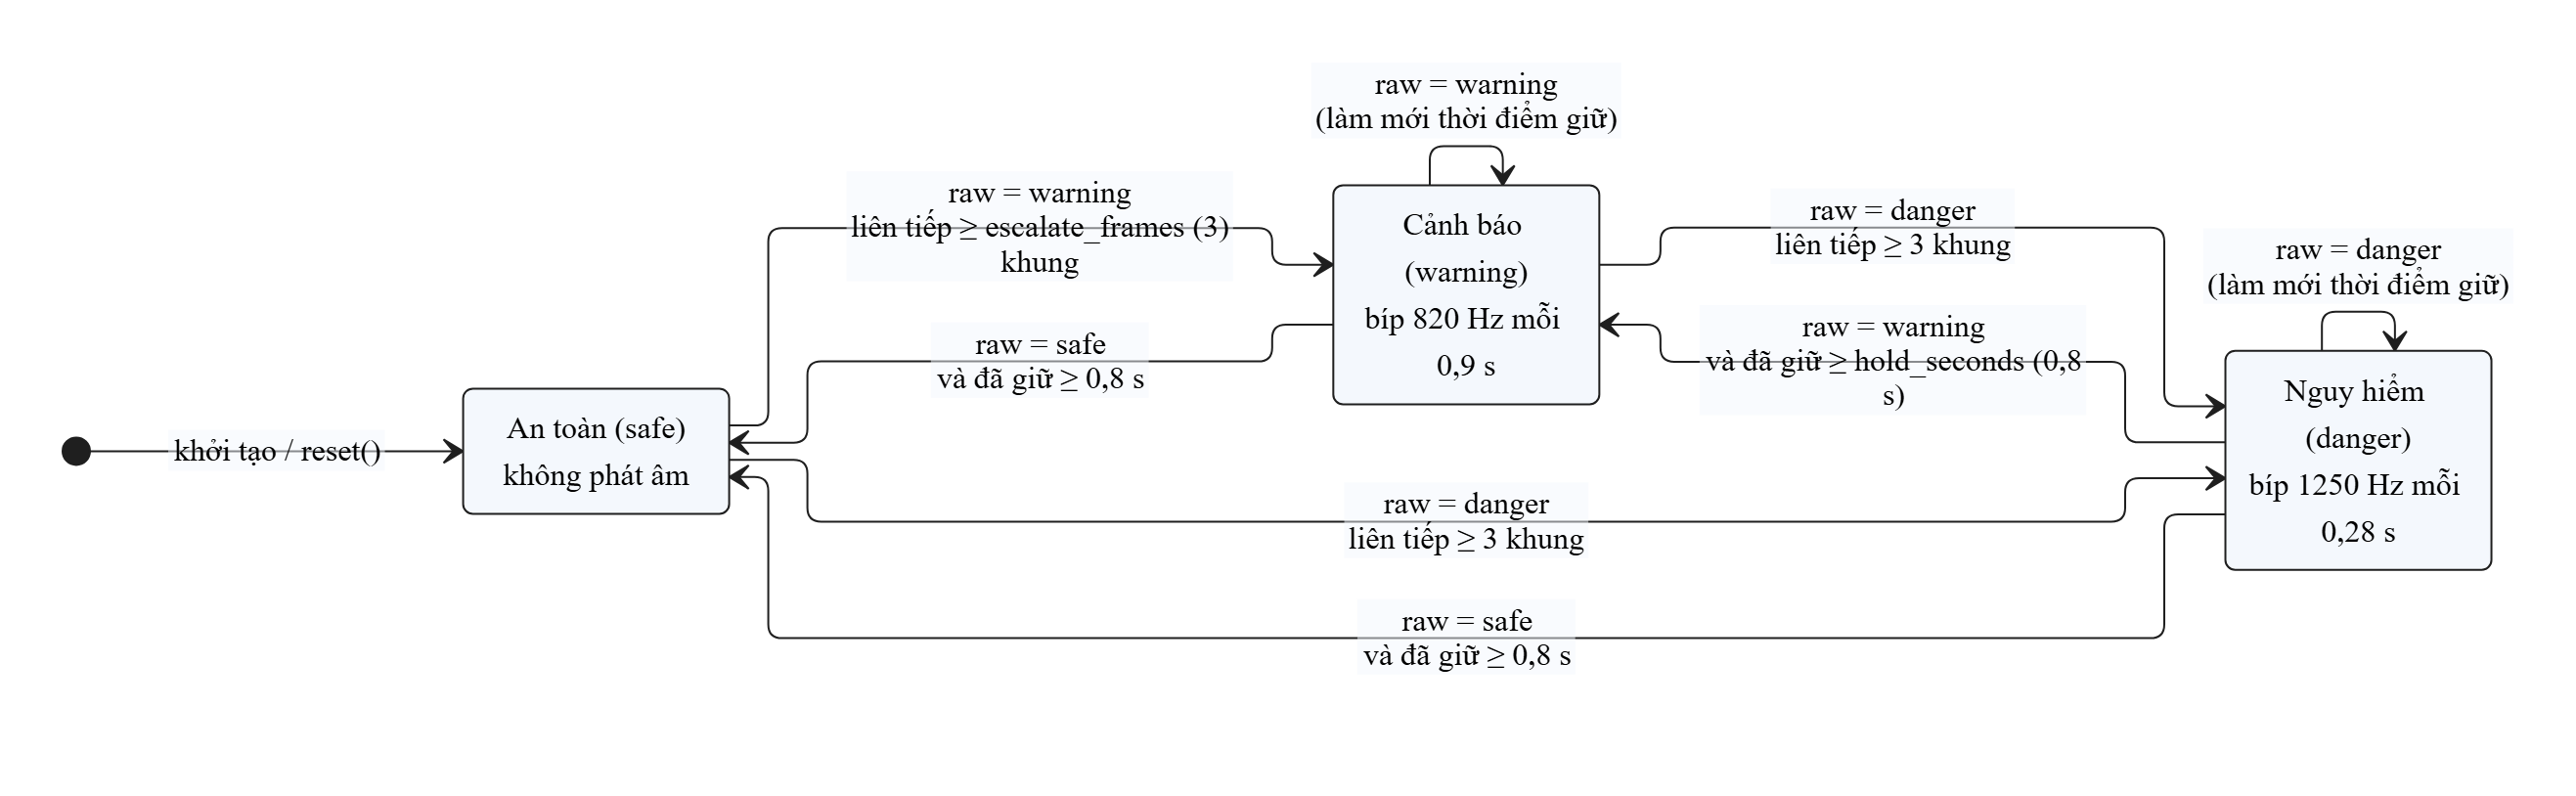 khởi tạo / reset()
An toàn (safe)
không phát âm
raw = warning
liên tiếp ≥ escalate_frames (3)
khung
raw = safe
và đã giữ ≥ 0,8 s
raw = warning
(làm mới thời điểm giữ)
Cảnh báo
(warning)
bíp 820 Hz mỗi
0,9 s
raw = danger
liên tiếp ≥ 3 khung
raw = warning
và đã giữ ≥ hold_seconds (0,8
s)
raw = danger
(làm mới thời điểm giữ)
Nguy hiểm
(danger)
bíp 1250 Hz mỗi
0,28 s
raw = danger
liên tiếp ≥ 3 khung
raw = safe
và đã giữ ≥ 0,8 s